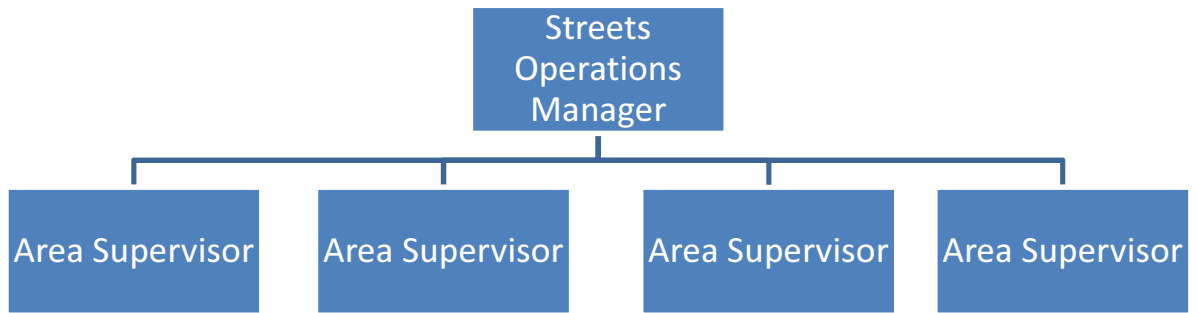 Streets
Operations
Manager
Area Supervisor
Area Supervisor
Area Supervisor
Area Supervisor